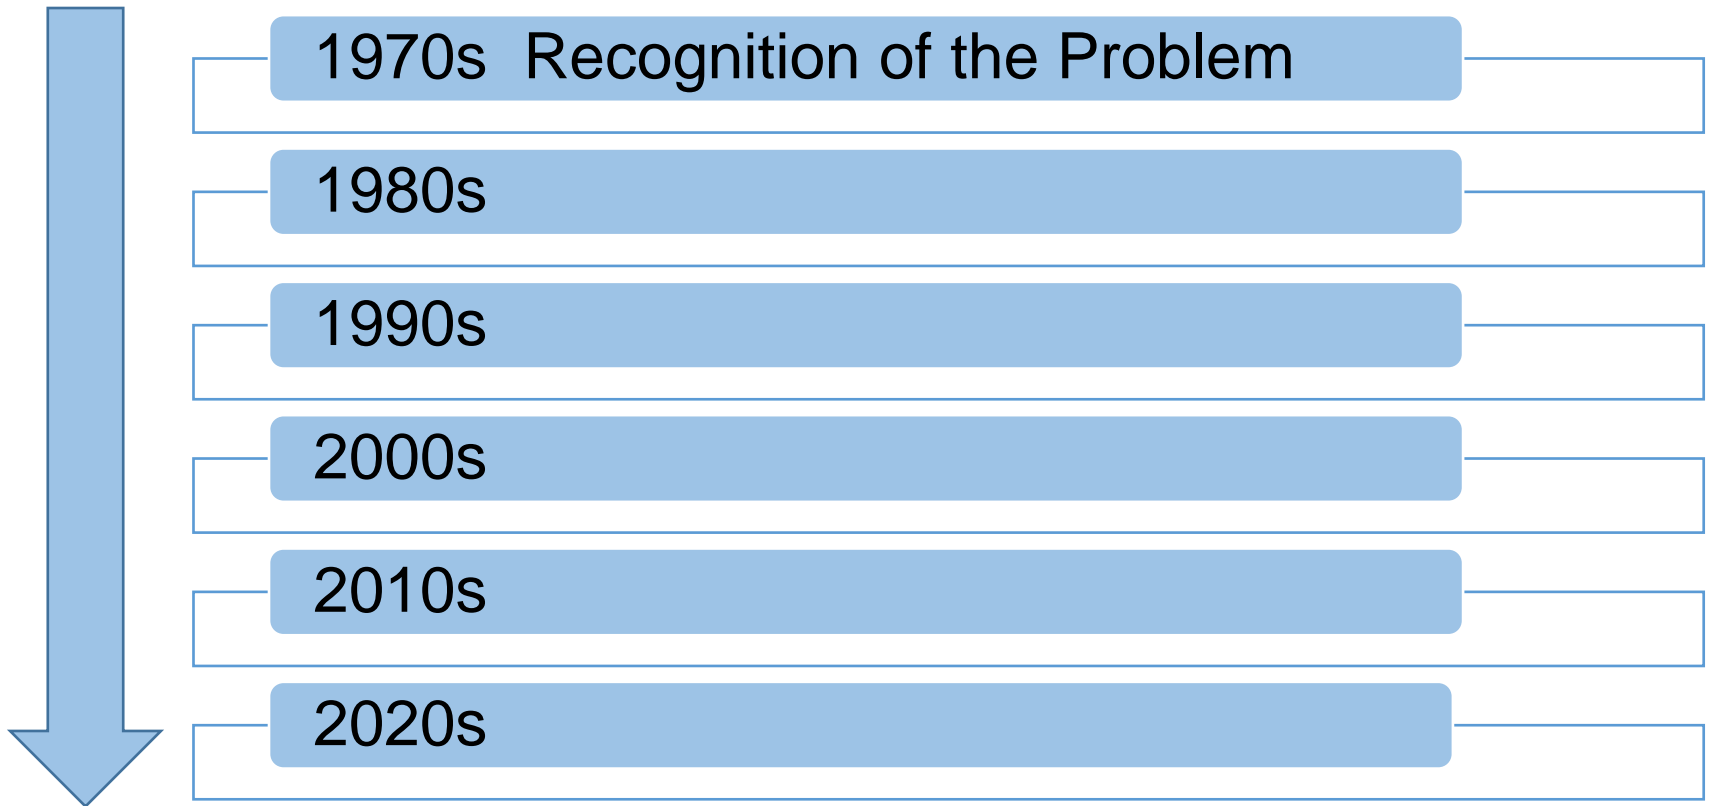 1970s  Recognition of the Problem
1980s
1990s
2000s
2010s
2020s